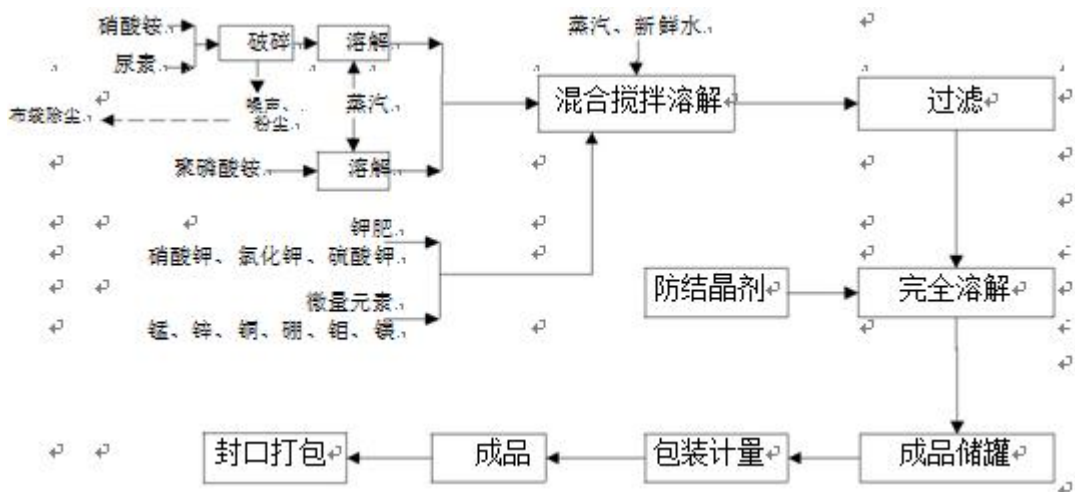 硝酸铵
尿素
破碎
溶解
蒸汽、新鲜水
混合搅拌溶解
过滤
布袋除尘
噪声、
粉尘
蒸汽
聚磷酸铵
溶解
钾肥
硝酸钾、氯化钾、硫酸钾
微量元素
锰、锌、铜、硼、钼、镁
防结晶剂
完全溶解
封口打包
成品
包装计量
成品储罐